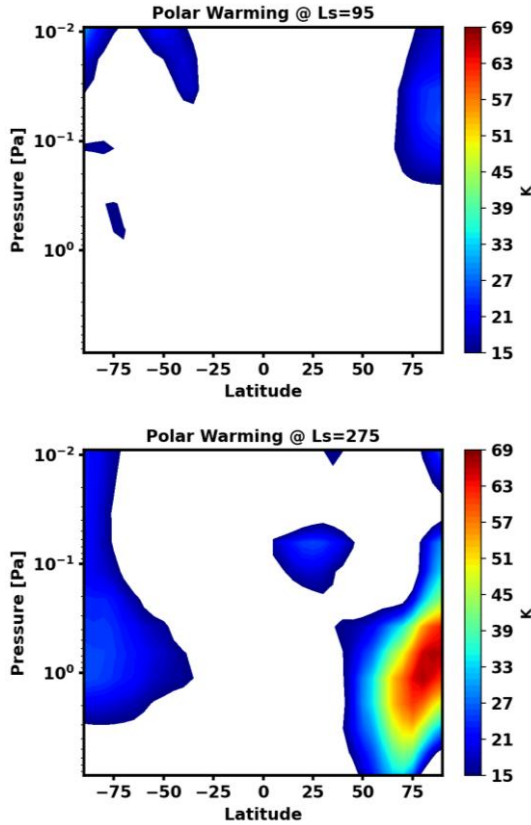 Polar Warming @ Ls=95
10⁻²
10⁻¹
10⁰
Pressure [Pa]
−75 −50 −25 0 25 50 75
Latitude
69
63
57
51
45
39
33
27
21
15
K
Polar Warming @ Ls=275
10⁻²
10⁻¹
10⁰
Pressure [Pa]
−75 −50 −25 0 25 50 75
Latitude
69
63
57
51
45
39
33
27
21
15
K